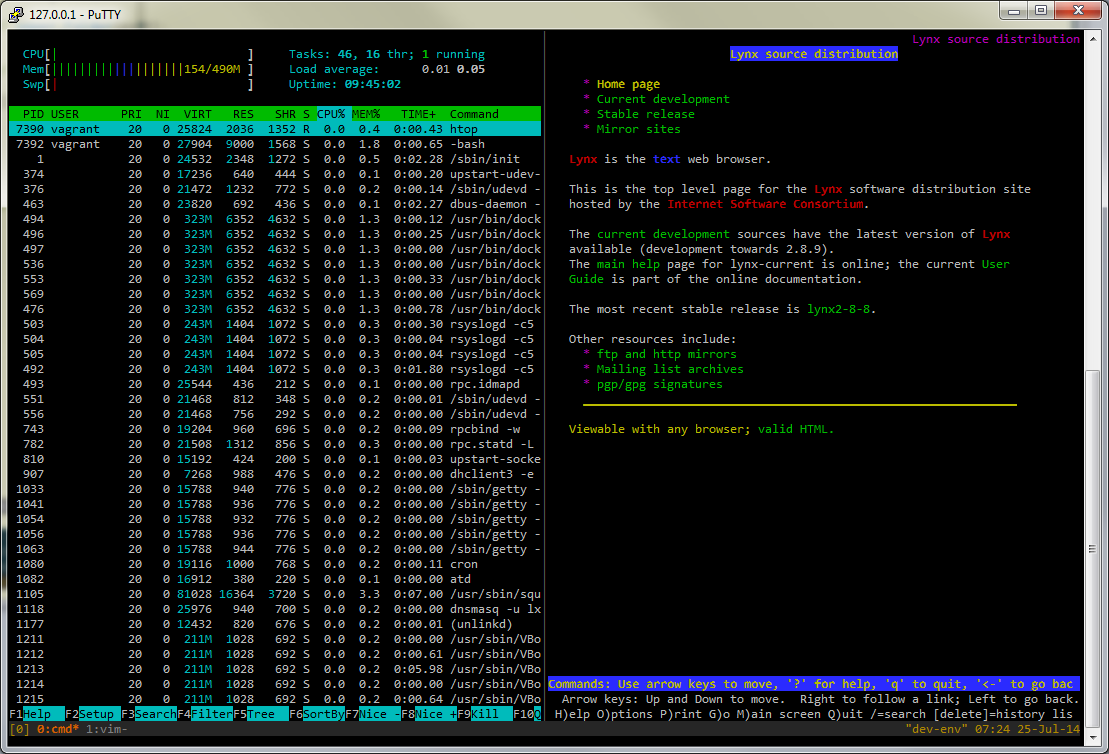 127.0.0.1 - PuTTY
CPU[| ]
Mem[|||||||||||||||||||154/490M ]
Swp[| ]
Tasks: 46, 16 thr; 1 running
Load average: 0.01 0.05
Uptime: 09:45:02
PID USER PRI NI VIRT RES SHR S CPU% MEM% TIME+ Command
7390 vagrant 20 0 25824 2036 1352 R 0.0 0.4 0:00.43 htop
7392 vagrant 20 0 27904 9000 1568 S 0.0 1.8 0:00.65 -bash
1 20 0 24532 2348 1272 S 0.0 0.5 0:02.28 /sbin/init
374 20 0 17236 640 444 S 0.0 0.1 0:00.20 upstart-udev-
376 20 0 21472 1232 772 S 0.0 0.2 0:00.14 /sbin/udevd -
463 20 0 23820 692 436 S 0.0 0.1 0:02.27 dbus-daemon -
494 20 0 323M 6352 4632 S 0.0 1.3 0:00.12 /usr/bin/dock
496 20 0 323M 6352 4632 S 0.0 1.3 0:00.25 /usr/bin/dock
497 20 0 323M 6352 4632 S 0.0 1.3 0:00.00 /usr/bin/dock
536 20 0 323M 6352 4632 S 0.0 1.3 0:00.00 /usr/bin/dock
553 20 0 323M 6352 4632 S 0.0 1.3 0:00.33 /usr/bin/dock
569 20 0 323M 6352 4632 S 0.0 1.3 0:00.00 /usr/bin/dock
476 20 0 323M 6352 4632 S 0.0 1.3 0:00.78 /usr/bin/dock
503 20 0 243M 1404 1072 S 0.0 0.3 0:00.30 rsyslogd -c5
504 20 0 243M 1404 1072 S 0.0 0.3 0:00.04 rsyslogd -c5
505 20 0 243M 1404 1072 S 0.0 0.3 0:00.04 rsyslogd -c5
492 20 0 243M 1404 1072 S 0.0 0.3 0:01.80 rsyslogd -c5
493 20 0 25544 436 212 S 0.0 0.1 0:00.00 rpc.idmapd
551 20 0 21468 812 348 S 0.0 0.2 0:00.01 /sbin/udevd -
556 20 0 21468 756 292 S 0.0 0.2 0:00.00 /sbin/udevd -
743 20 0 19204 960 696 S 0.0 0.2 0:00.09 rpcbind -w
782 20 0 21508 1312 856 S 0.0 0.3 0:00.00 rpc.statd -L
810 20 0 15192 424 200 S 0.0 0.1 0:00.03 upstart-socke
907 20 0 7268 988 476 S 0.0 0.2 0:00.00 dhclient3 -e
1033 20 0 15788 940 776 S 0.0 0.2 0:00.00 /sbin/getty -
1041 20 0 15788 936 776 S 0.0 0.2 0:00.00 /sbin/getty -
1054 20 0 15788 932 776 S 0.0 0.2 0:00.00 /sbin/getty -
1056 20 0 15788 936 776 S 0.0 0.2 0:00.00 /sbin/getty -
1063 20 0 15788 944 776 S 0.0 0.2 0:00.00 /sbin/getty -
1080 20 0 19116 1000 768 S 0.0 0.2 0:00.11 cron
1082 20 0 16912 380 220 S 0.0 0.1 0:00.00 atd
1105 20 0 81028 16364 3720 S 0.0 3.3 0:07.00 /usr/sbin/squ
1118 20 0 25976 940 700 S 0.0 0.2 0:00.00 dnsmasq -u lx
1177 20 0 12432 820 676 S 0.0 0.2 0:00.01 (unlinkd)
1211 20 0 211M 1028 692 S 0.0 0.2 0:00.00 /usr/sbin/VBo
1212 20 0 211M 1028 692 S 0.0 0.2 0:00.61 /usr/sbin/VBo
1213 20 0 211M 1028 692 S 0.0 0.2 0:05.98 /usr/sbin/VBo
1214 20 0 211M 1028 692 S 0.0 0.2 0:00.00 /usr/sbin/VBo
1215 20 0 211M 1028 692 S 0.0 0.2 0:00.64 /usr/sbin/VBo
F1Help F2Setup F3SearchF4FilterF5Tree F6SortByF7Nice -F8Nice +F9Kill F10Q
Lynx source distribution
Lynx source distribution
* Home page
* Current development
* Stable release
* Mirror sites
Lynx is the text web browser.
This is the top level page for the Lynx software distribution site
hosted by the Internet Software Consortium.
The current development sources have the latest version of Lynx
available (development towards 2.8.9).
The main help page for lynx-current is online; the current User
Guide is part of the online documentation.
The most recent stable release is lynx2-8-8.
Other resources include:
* ftp and http mirrors
* Mailing list archives
* pgp/gpg signatures
Viewable with any browser; valid HTML.
Commands: Use arrow keys to move, '?' for help, 'q' to quit, '<-' to go bac
Arrow keys: Up and Down to move. Right to follow a link; Left to go back.
H)elp O)ptions P)rint G)o M)ain screen Q)uit /=search [delete]=history lis
[0] 0:cmd* 1:vim-
"dev-env" 07:24 25-Jul-14